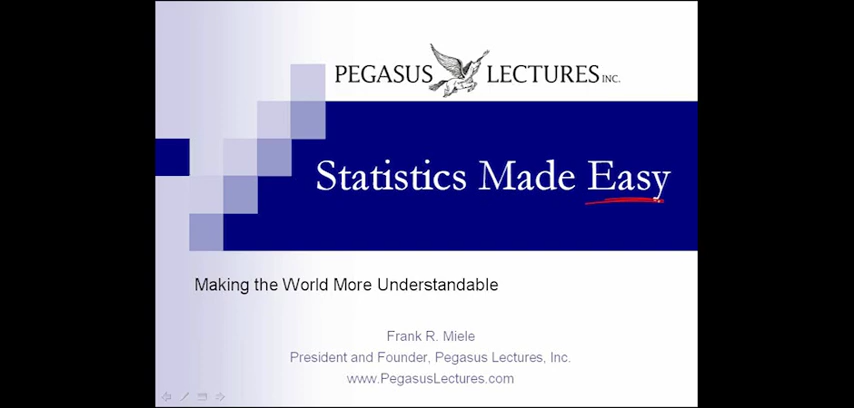 PEGASUS LECTURES INC.
Statistics Made Easy
Making the World More Understandable
Frank R. Miele
President and Founder, Pegasus Lectures, Inc.
www.PegasusLectures.com